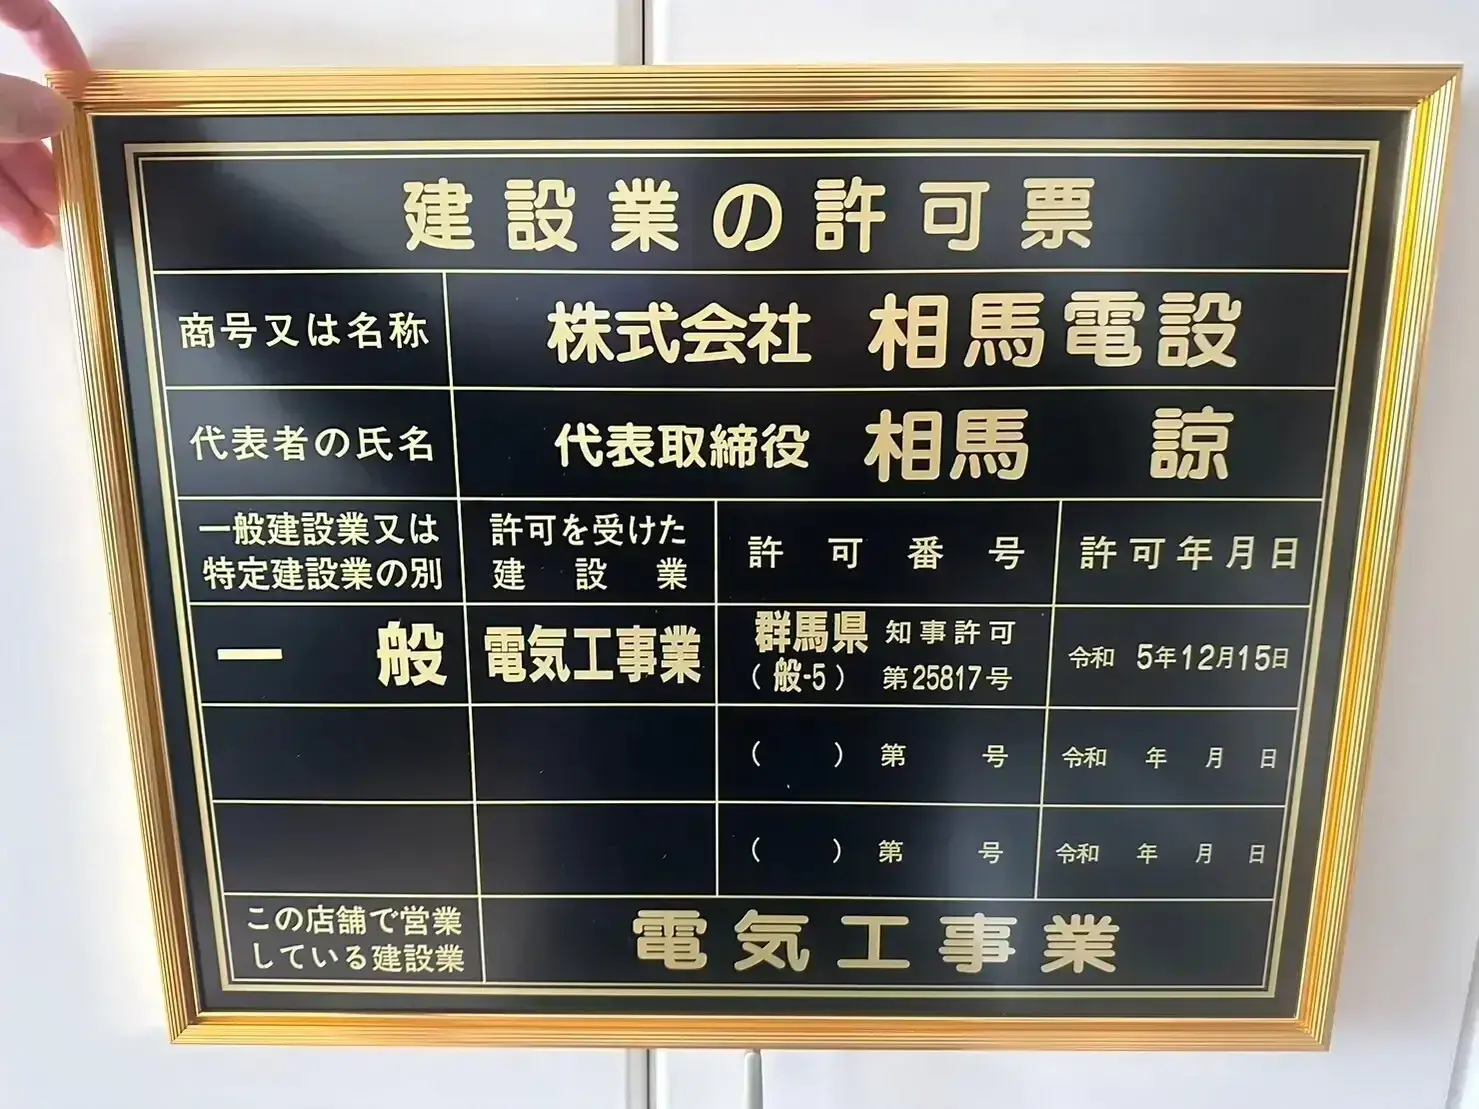 建設業の許可票
商号又は名称
株式会社 相馬電設
代表者の氏名
代表取締役 相馬 諒
一般建設業又は
特定建設業の別
許可を受けた
建設業
許可番号
許可年月日
一般
電気工事業
群馬県 知事許可
(般-5) 第25817号
令和 5年12月15日
( ) 第 号
令和 年 月 日
( ) 第 号
令和 年 月 日
この店舗で営業
している建設業
電気工事業